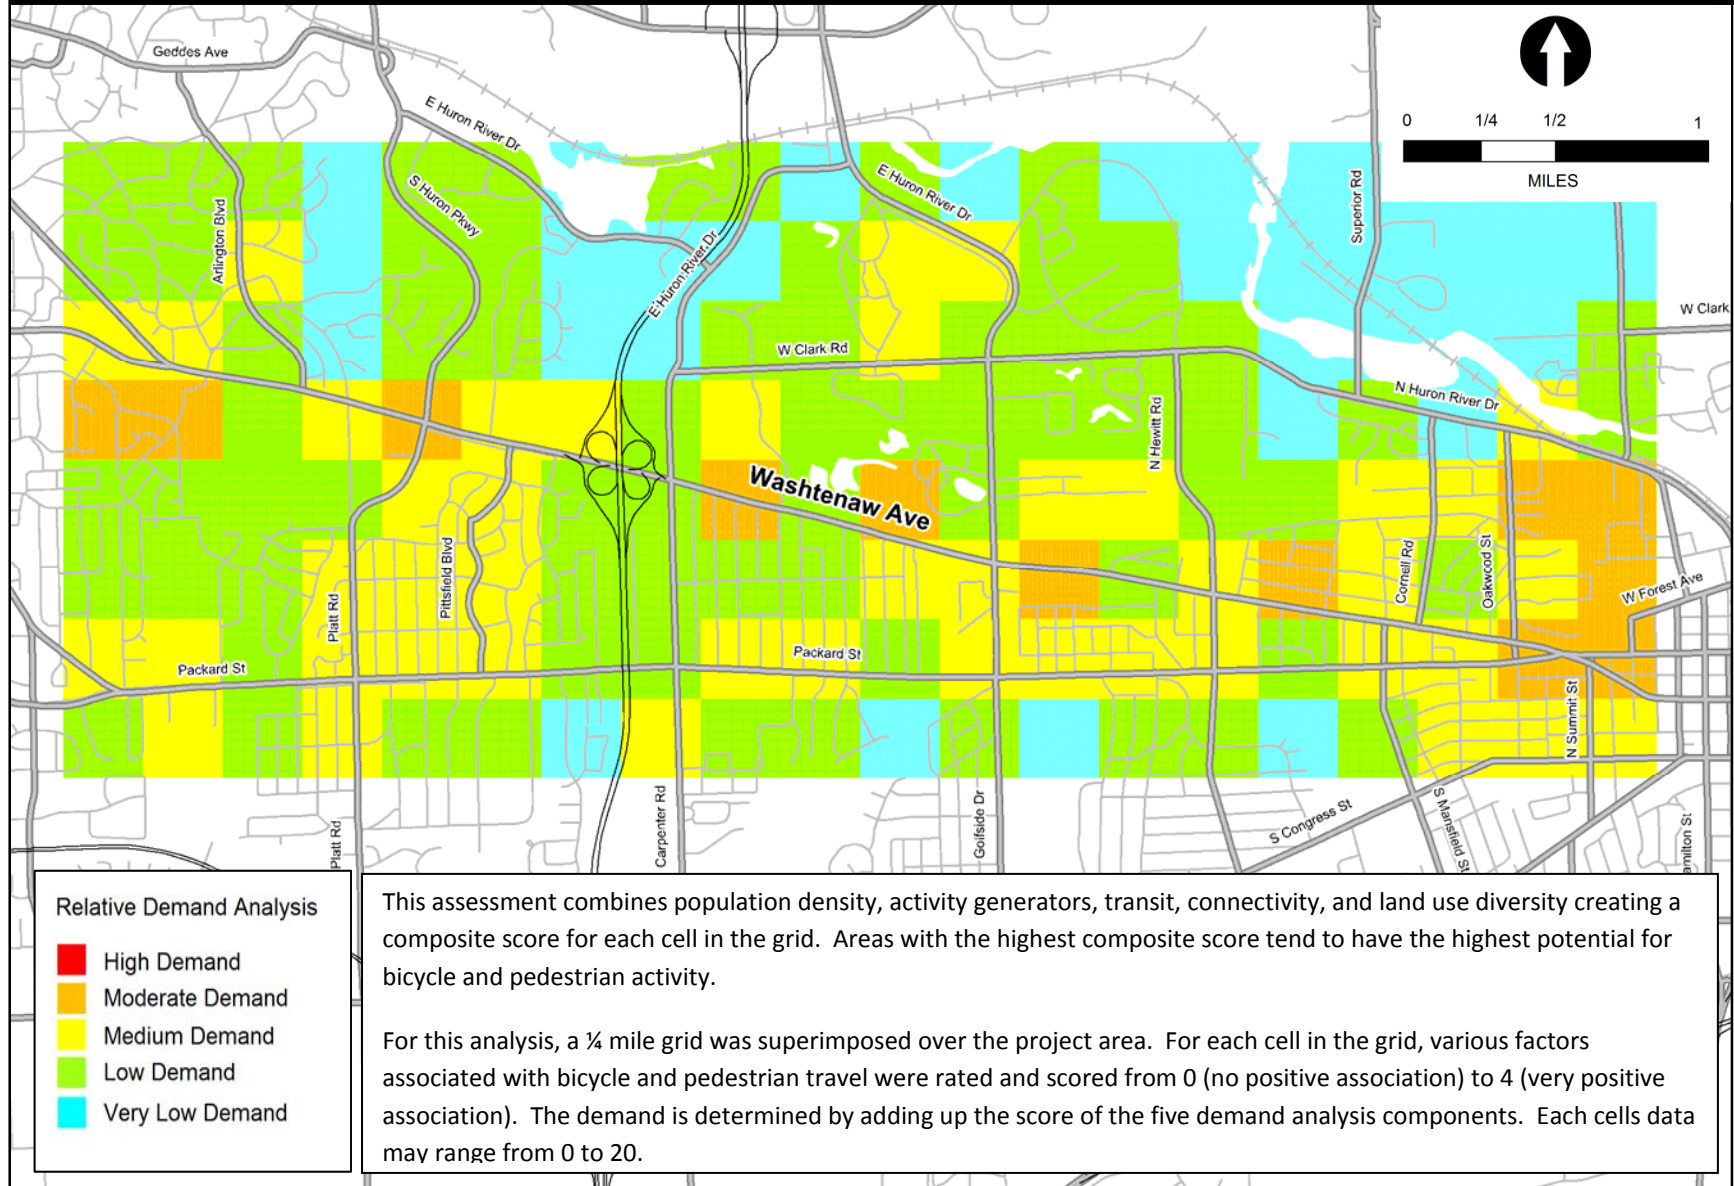 Geddes Ave
E Huron River Dr
S Huron Pkwy
Arlington Blvd
E Huron River Dr
E Huron River Dr
Superior Rd
0 1/4 1/2 1
MILES
W Clark
W Clark Rd
N Huron River Dr
N Hewitt Rd
Washtenaw Ave
Pittsfield Blvd
Platt Rd
Cornell Rd
Oakwood St
W Forest Ave
Packard St
Packard St
N Summit St
Platt Rd
Carpenter Rd
Golfside Dr
S Congress St
S Mansfield St
amilton St
Relative Demand Analysis
High Demand
Moderate Demand
Medium Demand
Low Demand
Very Low Demand
This assessment combines population density, activity generators, transit, connectivity, and land use diversity creating a
composite score for each cell in the grid. Areas with the highest composite score tend to have the highest potential for
bicycle and pedestrian activity.
For this analysis, a ¼ mile grid was superimposed over the project area. For each cell in the grid, various factors
associated with bicycle and pedestrian travel were rated and scored from 0 (no positive association) to 4 (very positive
association). The demand is determined by adding up the score of the five demand analysis components. Each cells data
may range from 0 to 20.